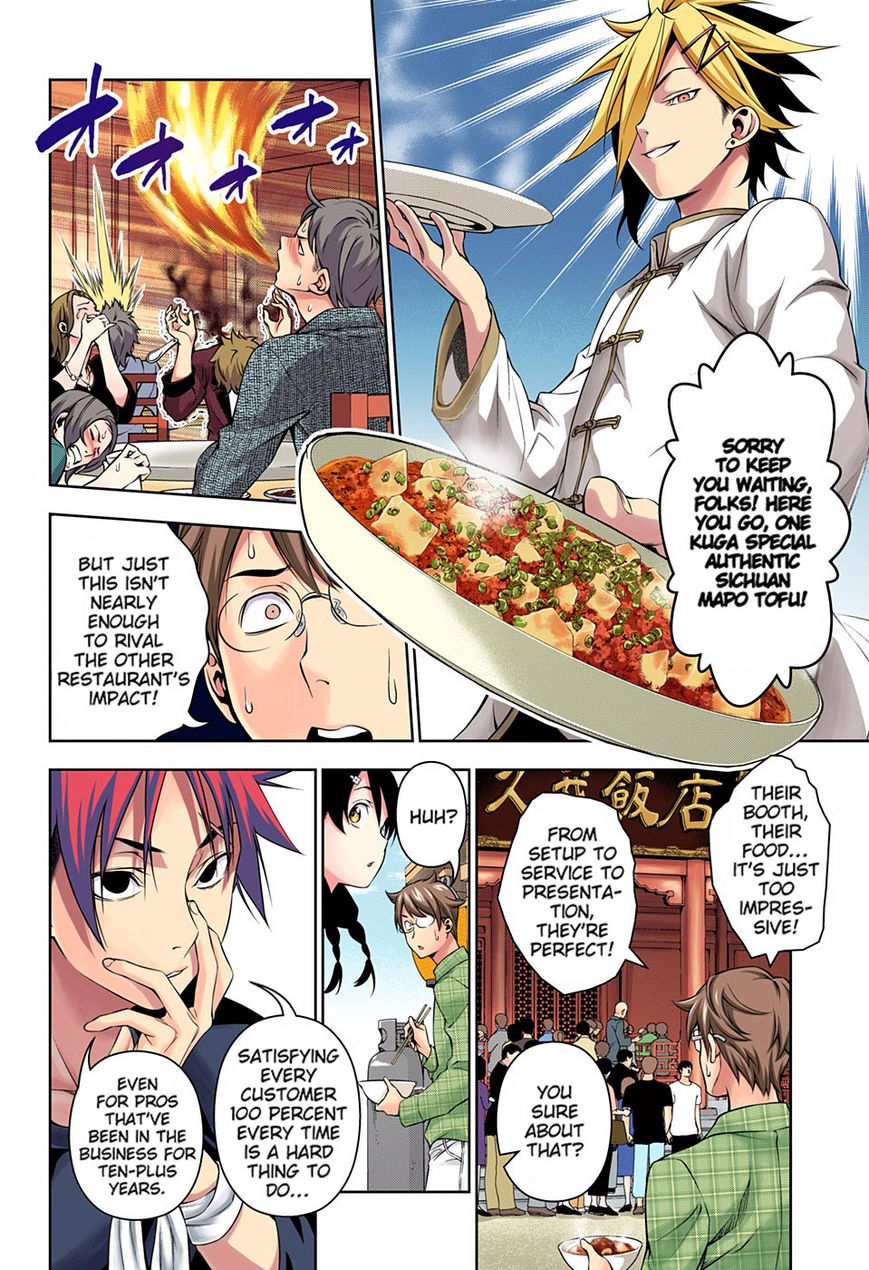 SORRY
TO KEEP
YOU WAITING,
FOLKS! HERE
YOU GO, ONE
KUGA SPECIAL
AUTHENTIC
SICHUAN
MAPO TOFU!
オオオオオ
BUT JUST
THIS ISN'T
NEARLY
ENOUGH
TO RIVAL
THE OTHER
RESTAURANT'S
IMPACT!
THEIR
BOOTH,
THEIR
FOOD...
IT'S JUST
TOO
IMPRES-
SIVE!
FROM
SETUP TO
SERVICE TO
PRESENTA-
TION,
THEY'RE
PERFECT!
飯店
YOU
SURE
ABOUT
THAT?
HUH?
SATISFYING
EVERY
CUSTOMER
100 PERCENT
EVERY TIME
IS A HARD
THING TO
DO...
EVEN
FOR PROS
THAT'VE
BEEN IN THE
BUSINESS FOR
TEN-PLUS
YEARS.